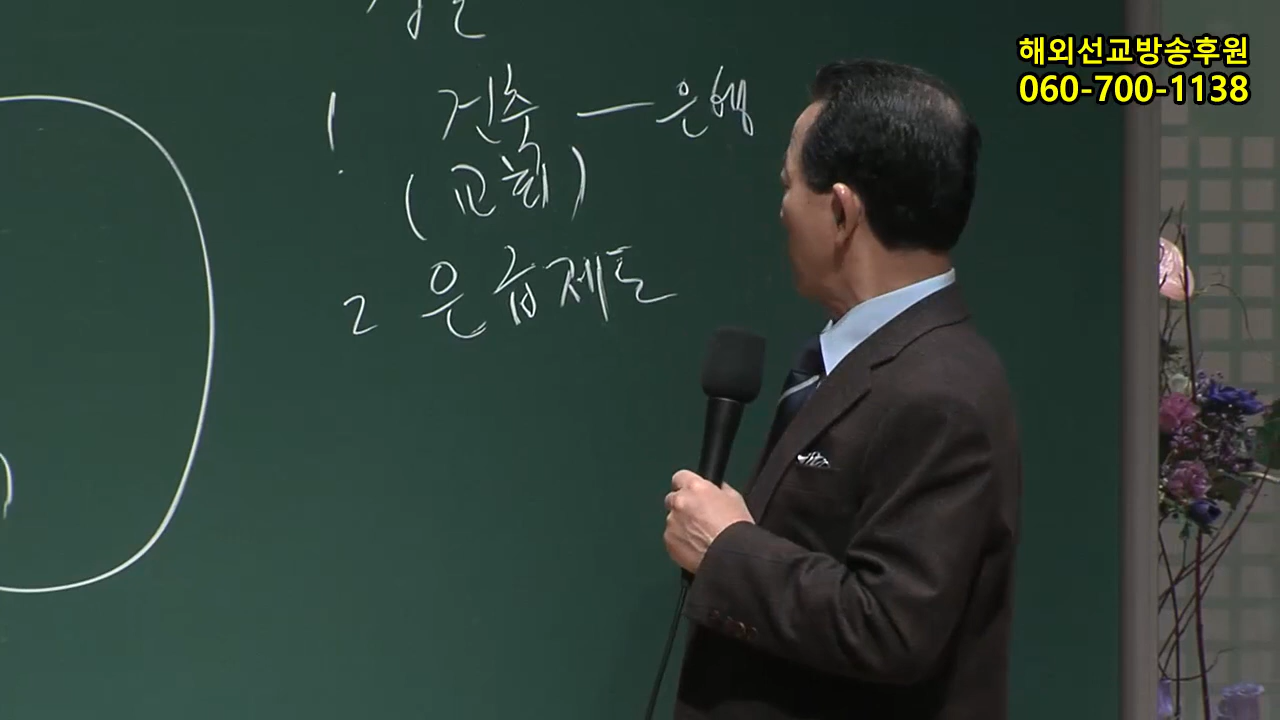 해외선교방송후원
060-700-1138
1 건축 — 은행
(교회)
2 은급제도